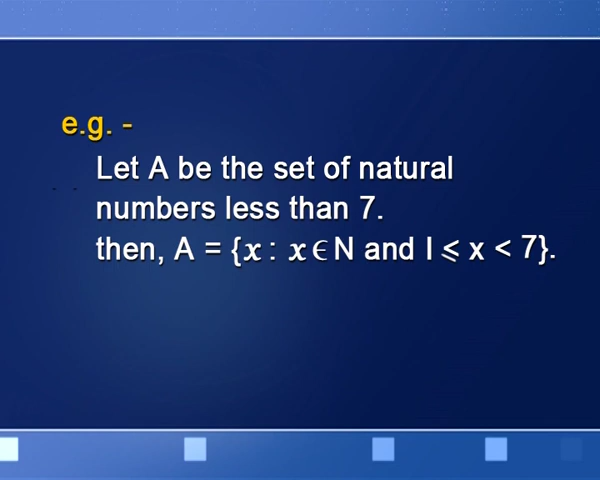 e.g. -
Let A be the set of natural
numbers less than 7.
then, A = {x : x ∈ N and I ⩽ x < 7}.